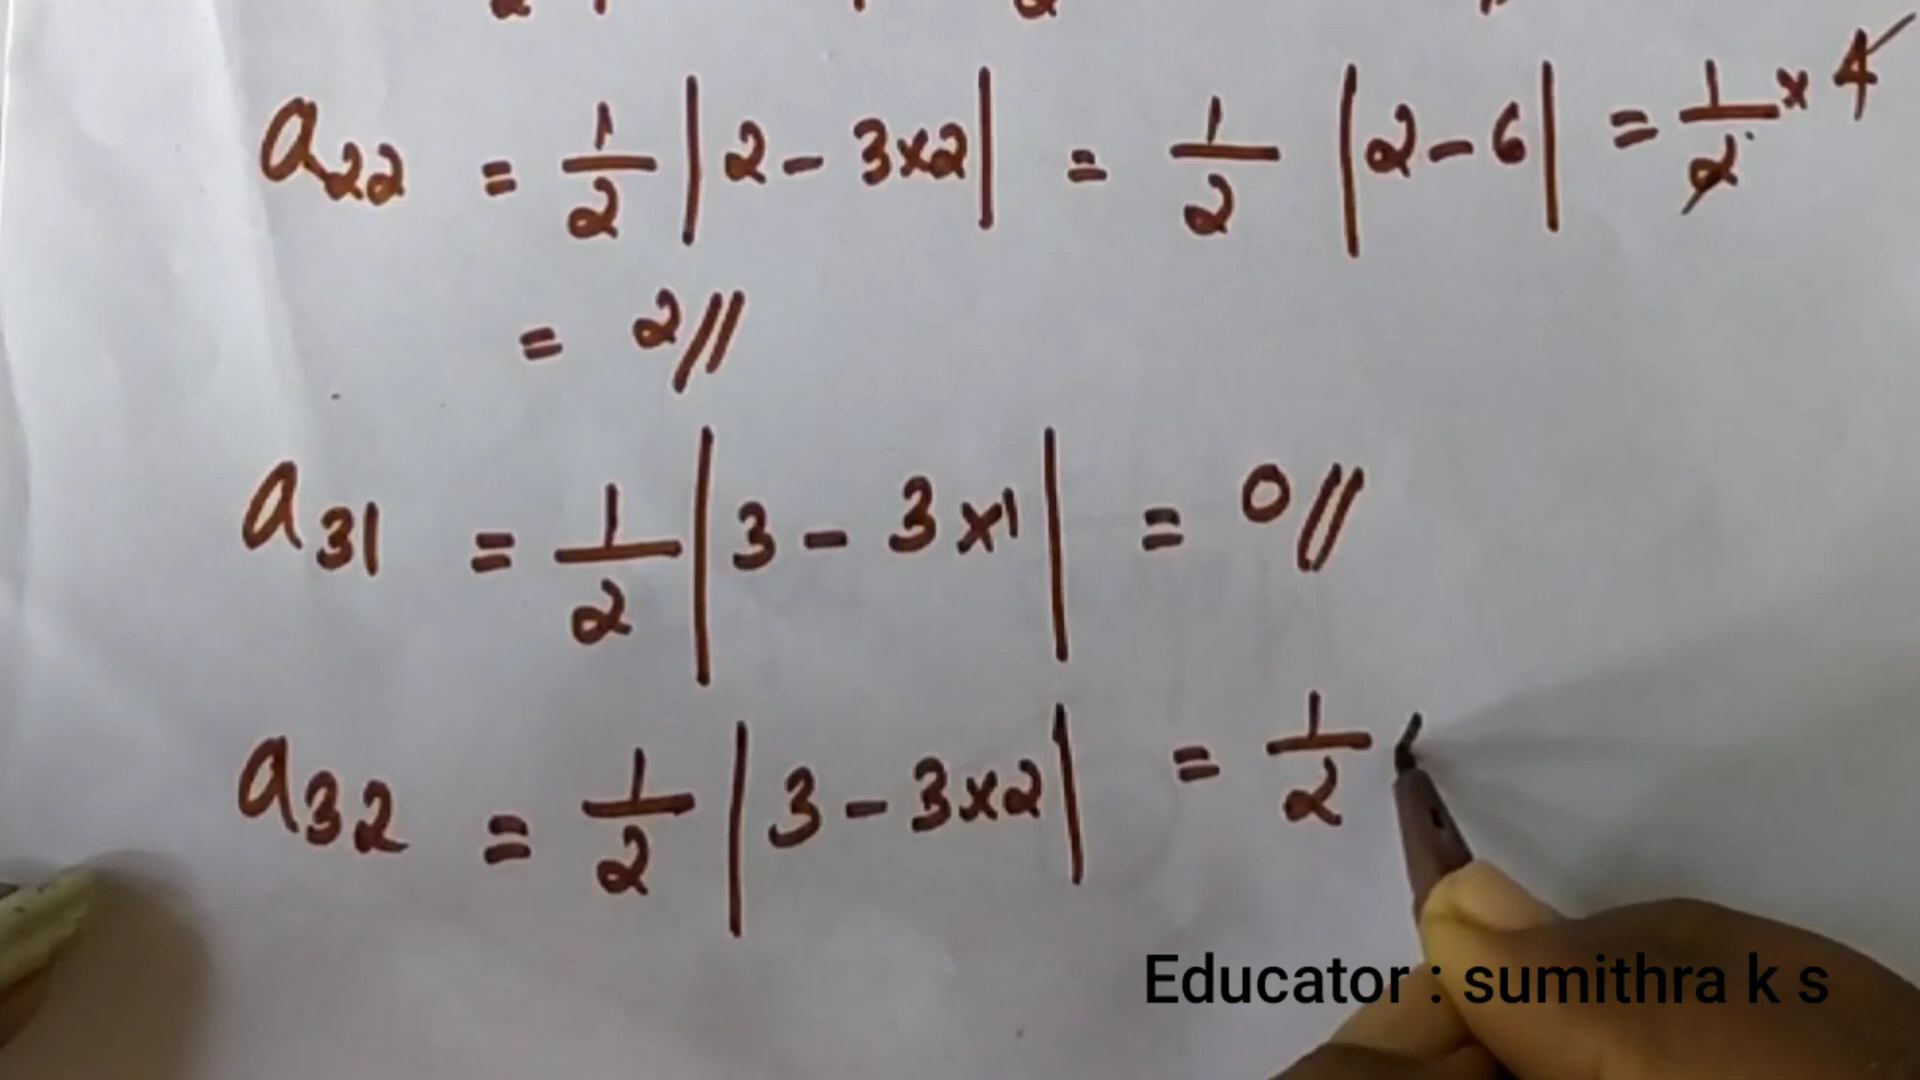 a22 = 1/2 |2 - 3×2| = 1/2 |2 - 6| = 1/2 × 4
= 2//
a31 = 1/2 |3 - 3×1| = 0//
a32 = 1/2 |3 - 3×2| = 1/2
Educator : sumithra k s